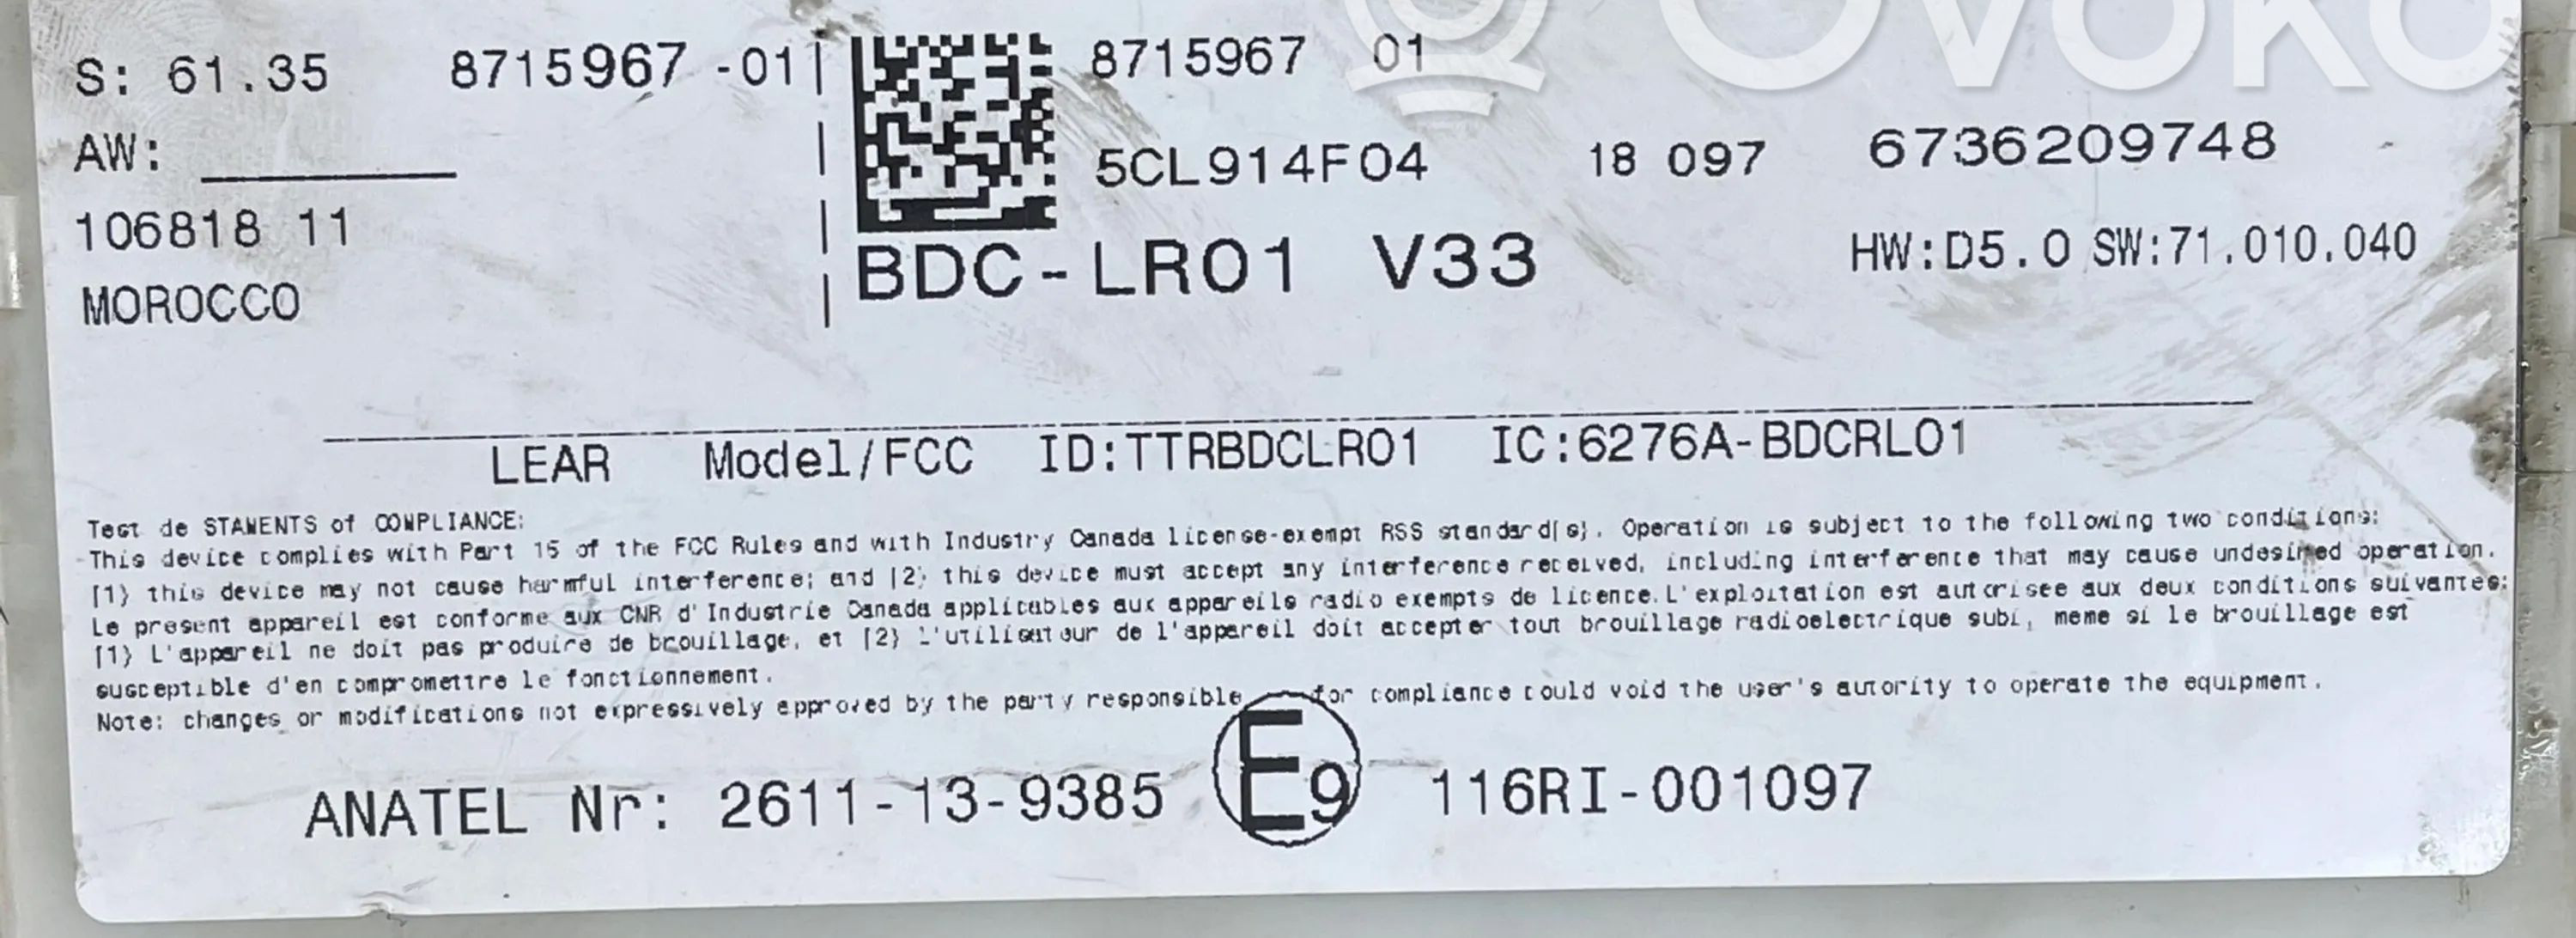 OVOKO
S: 61.35 8715967 -01
8715967 01
AW:
5CL914F04 18 097 6736209748
106818 11
BDC-LR01 V33 HW:D5.0 SW:71.010.040
MOROCCO
LEAR Model/FCC ID:TTRBDCLR01 IC:6276A-BDCRL01
Test de STAMENTS of COMPLIANCE:
This device complies with Part 15 of the FCC Rules and with Industry Canada license-exempt RSS standard(s). Operation is subject to the following two conditions:
(1) this device may not cause harmful interference; and (2) this device must accept any interference received, including interference that may cause undesired operation.
Le present appareil est conforme aux CNR d'Industrie Canada applicables aux appareils radio exempts de licence. L'exploitation est autorisee aux deux conditions suivantes:
(1) L'appareil ne doit pas produire de brouillage, et (2) L'utilisateur de l'appareil doit accepter tout brouillage radioelectrique subi, meme si le brouillage est
susceptible d'en compromettre le fonctionnement.
Note: changes or modifications not expressively approved by the party responsible for compliance could void the user's autority to operate the equipment.
ANATEL Nr: 2611-13-9385 E9 116RI-001097